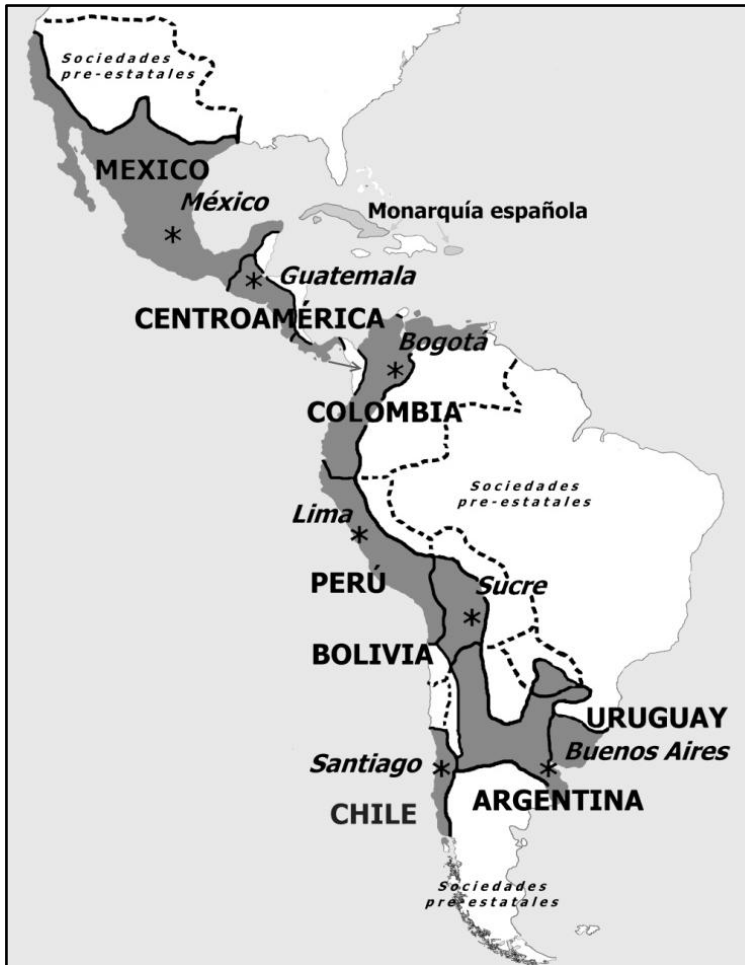 Sociedades
pre-estatales
MEXICO
México
Monarquía española
Guatemala
CENTROAMÉRICA
Bogotá
COLOMBIA
Sociedades
pre-estatales
Lima
PERÚ
Sucre
BOLIVIA
URUGUAY
Santiago
Buenos Aires
ARGENTINA
CHILE
Sociedades
pre-estatales